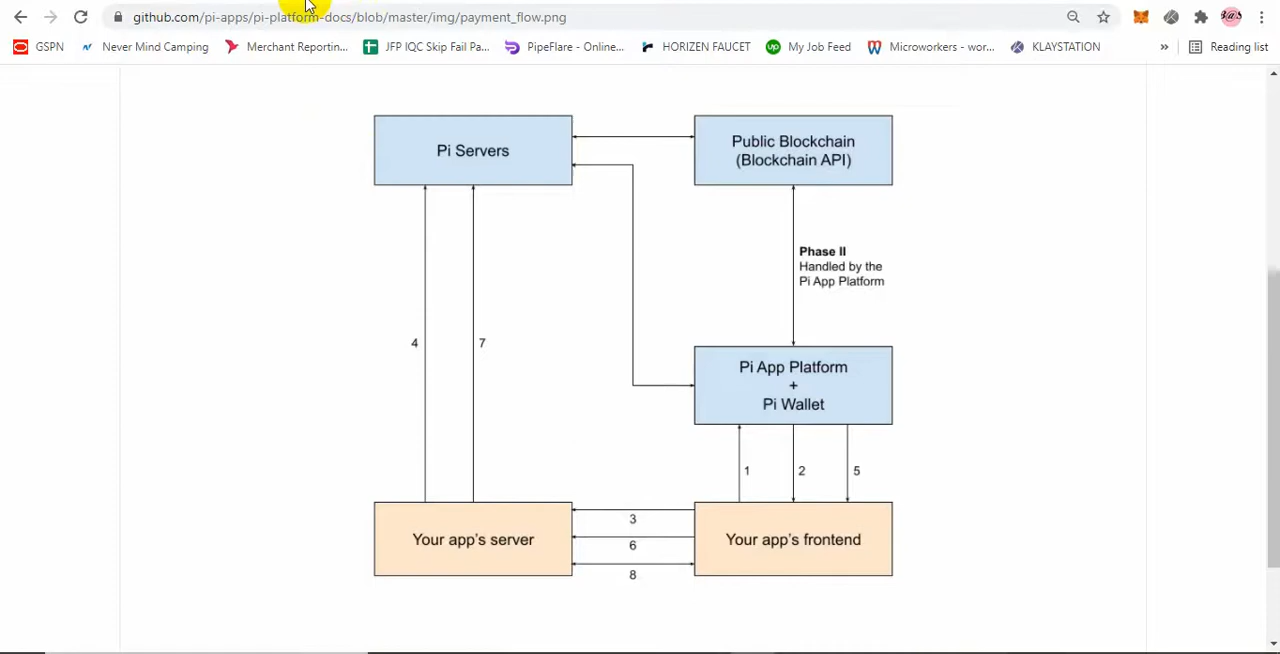 github.com/pi-apps/pi-platform-docs/blob/master/img/payment_flow.png
GSPN
Never Mind Camping
Merchant Reportin...
JFP IQC Skip Fail Pa...
PipeFlare - Online...
HORIZEN FAUCET
My Job Feed
Microworkers - wor...
KLAYSTATION
»
Reading list
Pi Servers
Public Blockchain
(Blockchain API)
Phase II
Handled by the
Pi App Platform
4
7
Pi App Platform
+
Pi Wallet
1
2
5
Your app's server
3
6
8
Your app's frontend